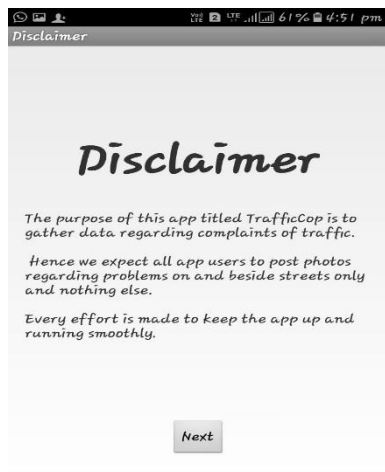 61% 4:51 pm
Disclaimer
Disclaimer
The purpose of this app titled TrafficCop is to
gather data regarding complaints of traffic.
Hence we expect all app users to post photos
regarding problems on and beside streets only
and nothing else.
Every effort is made to keep the app up and
running smoothly.
Next